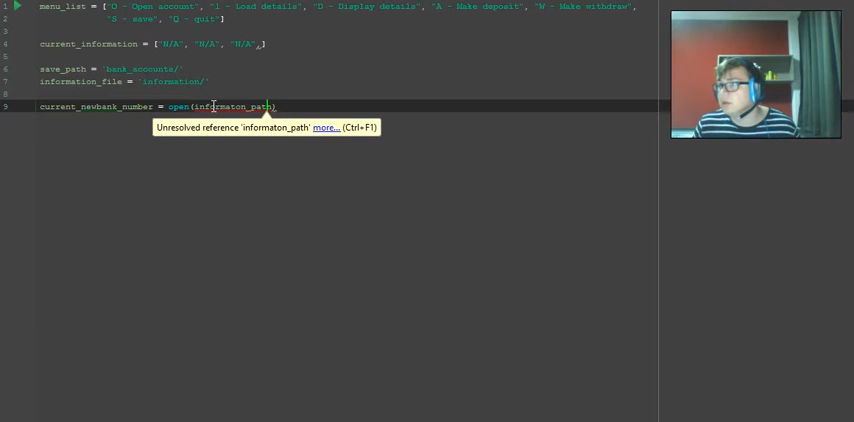 1 menu_list = ["O - Open account", "l - Load details", "D - Display details", "A - Make deposit", "W - Make withdraw",
2 "S - save", "Q - quit"]
3
4 current_information = ["N/A", "N/A", "N/A",]
5
6 save_path = 'bank_accounts/'
7 information_file = 'information/'
8
9 current_newbank_number = open(informaton_path)
Unresolved reference 'informaton_path' more... (Ctrl+F1)